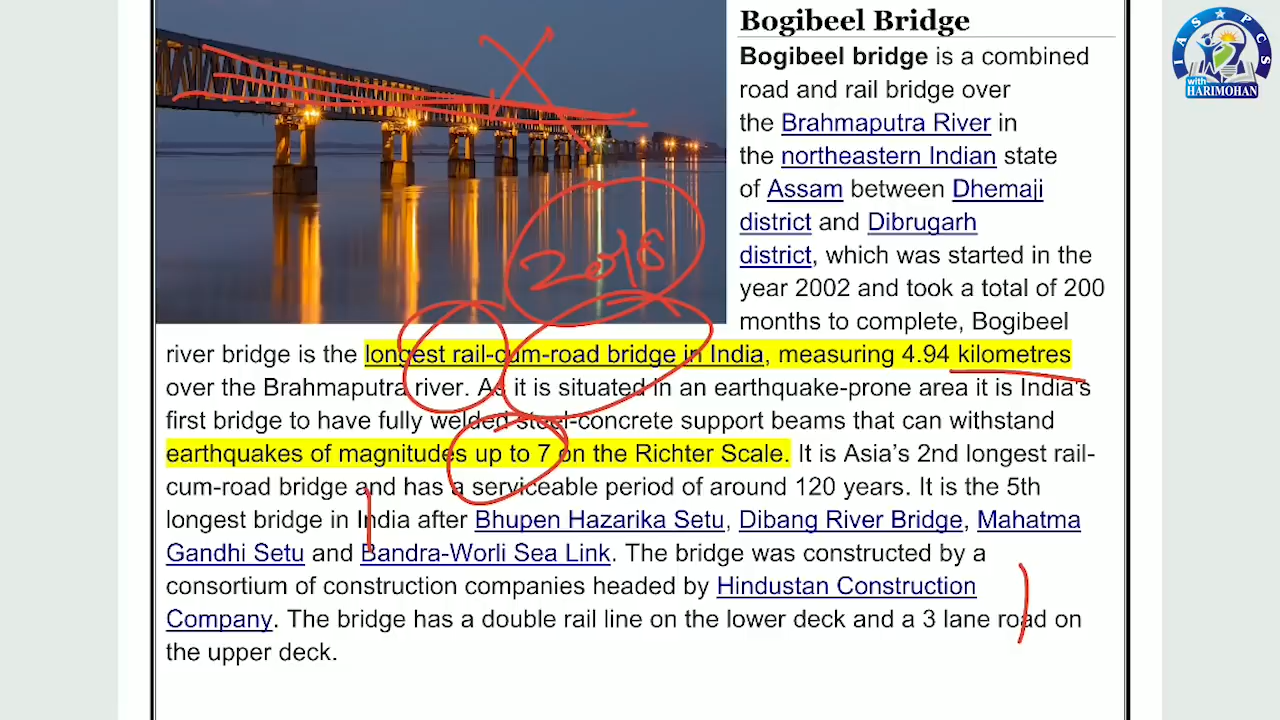 Bogibeel Bridge
Bogibeel bridge is a combined
road and rail bridge over
the Brahmaputra River in
the northeastern Indian state
of Assam between Dhemaji
district and Dibrugarh
district, which was started in the
year 2002 and took a total of 200
months to complete, Bogibeel
river bridge is the longest rail-cum-road bridge in India, measuring 4.94 kilometres
over the Brahmaputra river. As it is situated in an earthquake-prone area it is India's
first bridge to have fully welded steel-concrete support beams that can withstand
earthquakes of magnitudes up to 7 on the Richter Scale. It is Asia's 2nd longest rail-
cum-road bridge and has a serviceable period of around 120 years. It is the 5th
longest bridge in India after Bhupen Hazarika Setu, Dibang River Bridge, Mahatma
Gandhi Setu and Bandra-Worli Sea Link. The bridge was constructed by a
consortium of construction companies headed by Hindustan Construction
Company. The bridge has a double rail line on the lower deck and a 3 lane road on
the upper deck.
2018
IAS PCS
with
HARIMOHAN